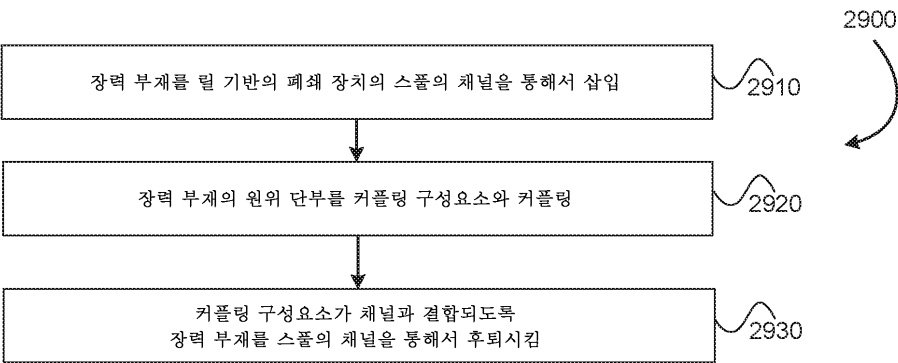 2900
장력 부재를 릴 기반의 폐쇄 장치의 스풀의 채널을 통해서 삽입
2910
장력 부재의 원위 단부를 커플링 구성요소와 커플링
2920
커플링 구성요소가 채널과 결합되도록
장력 부재를 스풀의 채널을 통해서 후퇴시킴
2930